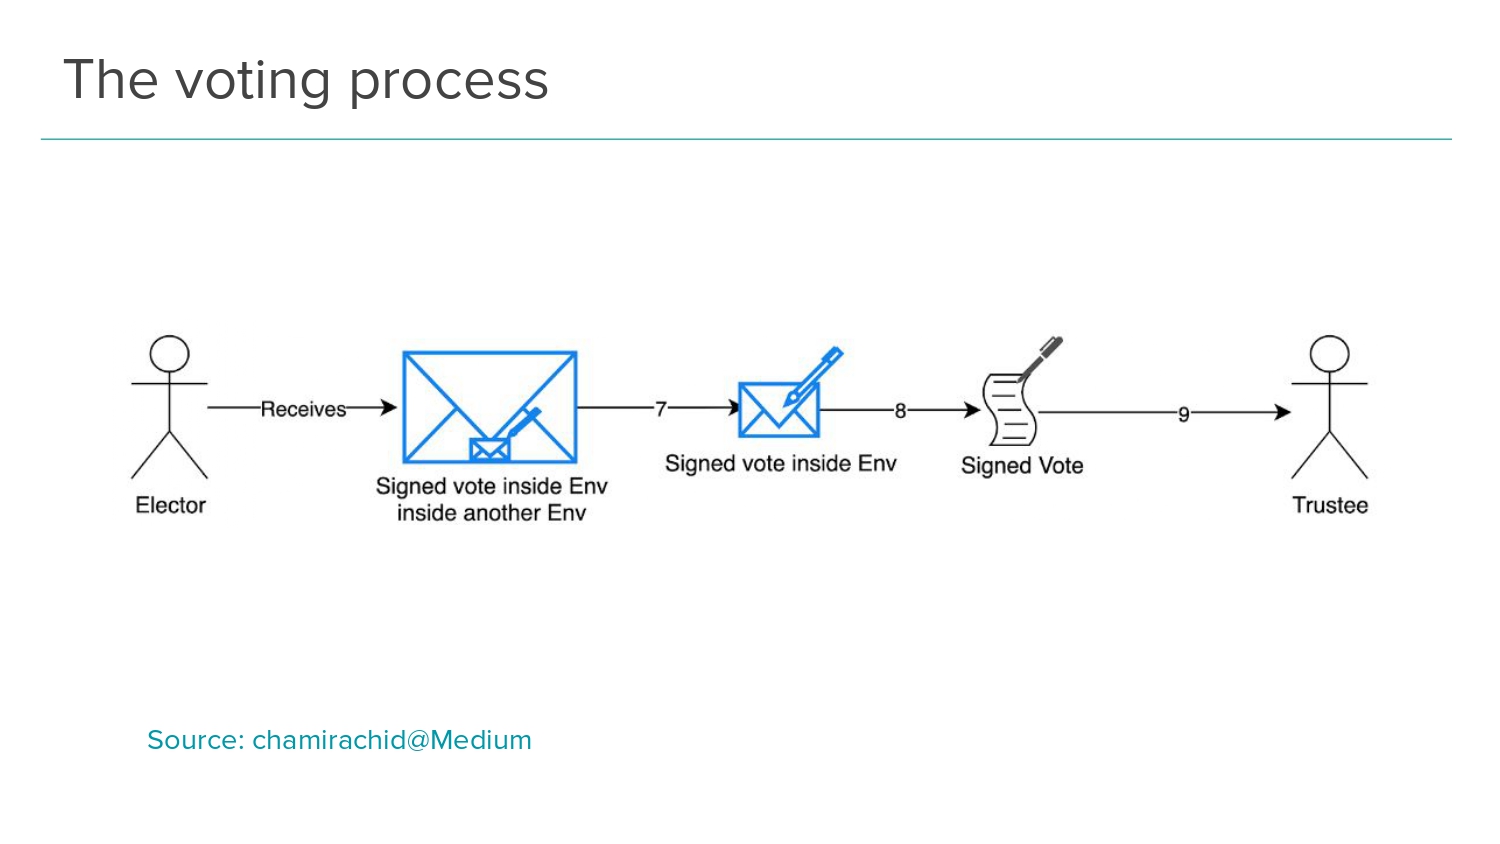 The voting process
Receives
7
8
9
Elector
Signed vote inside Env
inside another Env
Signed vote inside Env
Signed Vote
Trustee
Source: chamirachid@Medium